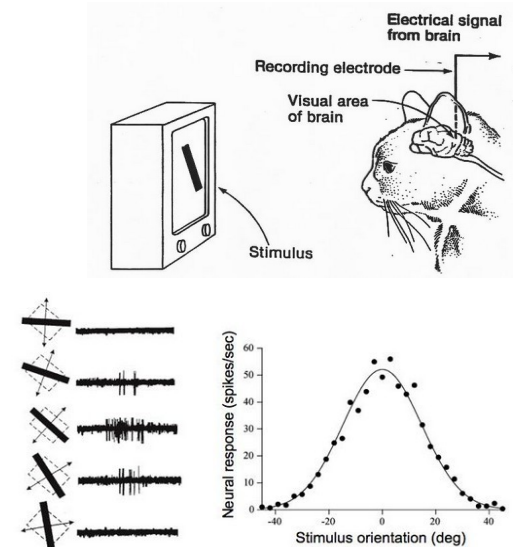 Electrical signal
from brain
Recording electrode
Visual area
of brain
Stimulus
60
50
40
30
20
10
0
Neural response (spikes/sec)
-40 -20 0 20 40
Stimulus orientation (deg)